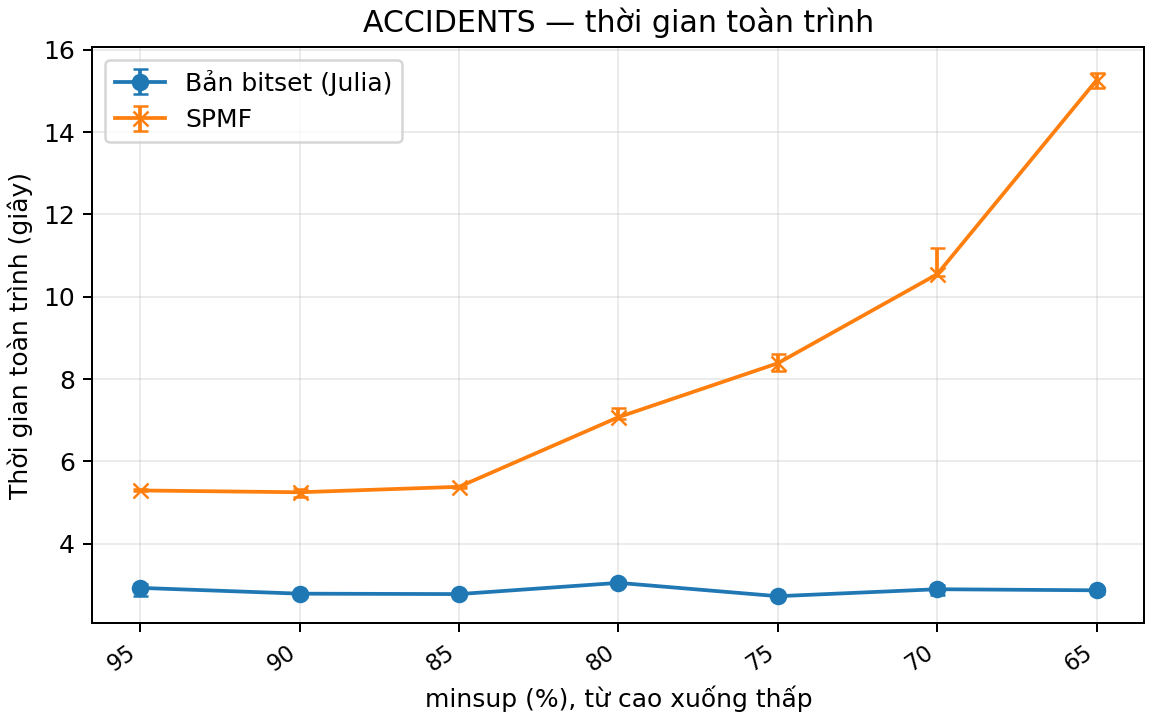 ACCIDENTS — thời gian toàn trình
Bản bitset (Julia)
SPMF
Thời gian toàn trình (giây)
16
14
12
10
8
6
4
95
90
85
80
75
70
65
minsup (%), từ cao xuống thấp